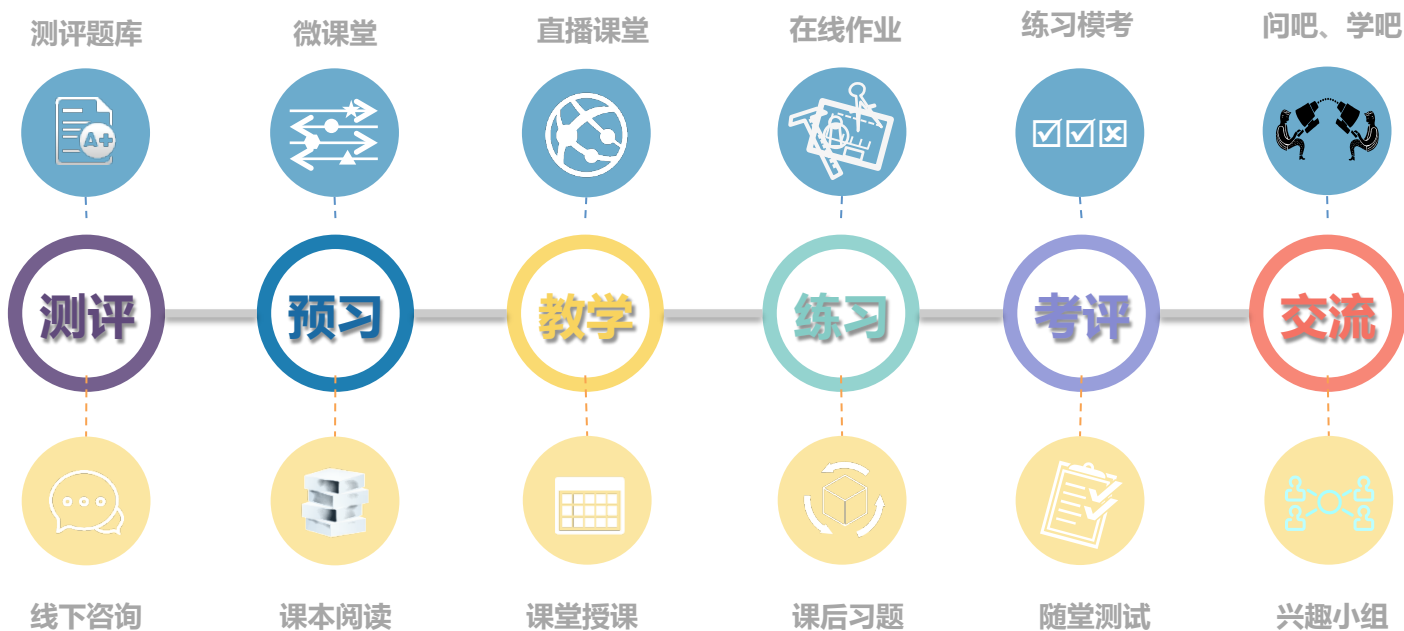 测评题库 微课堂 直播课堂 在线作业 练习模考 问吧、学吧
A+
测评 预习 教学 练习 考评 交流
线下咨询 课本阅读 课堂授课 课后习题 随堂测试 兴趣小组